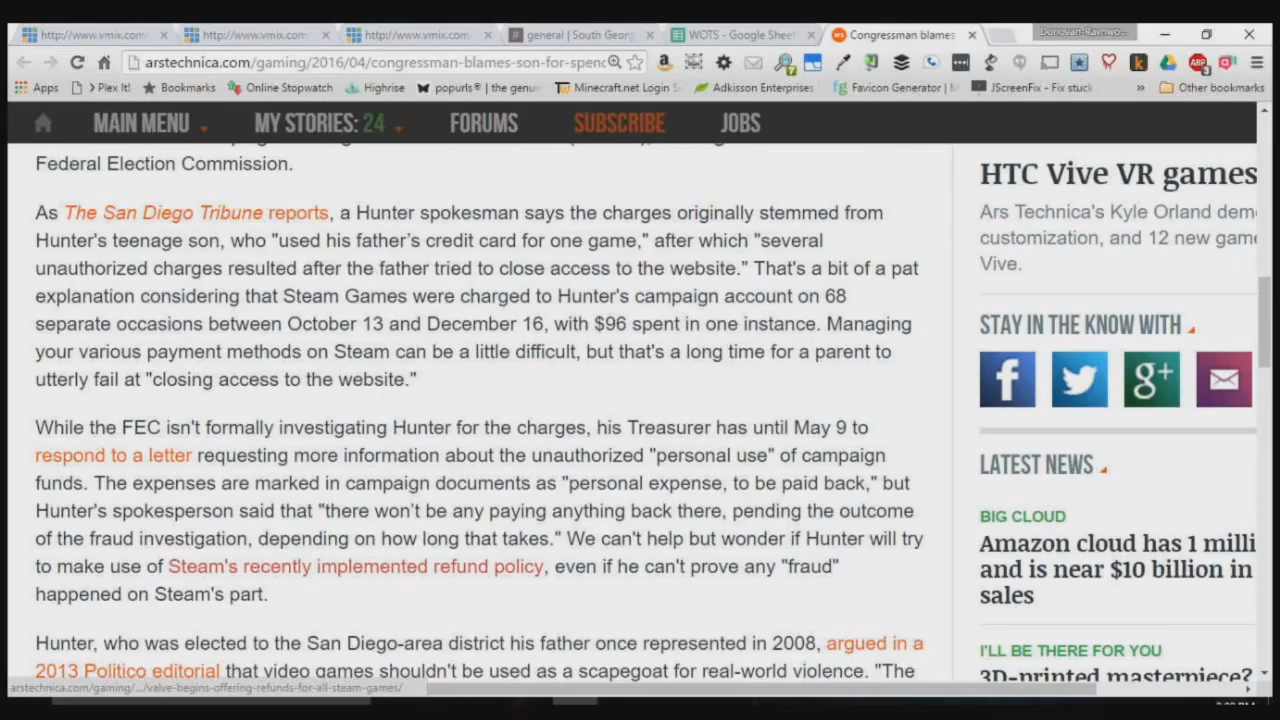 http://www.vmix.com/
http://www.vmix.com/
http://www.vmix.com/
general | South Georg
WOTS - Google Sheet
Congressman blames
arstechnica.com/gaming/2016/04/congressman-blames-son-for-spend
Apps
Plex It!
Bookmarks
Online Stopwatch
Highrise
popurls® | the genu
Minecraft.net Login S
Adkisson Enterprises
Favicon Generator |
JScreenFix - Fix stuck
»
Other bookmarks
MAIN MENU
MY STORIES: 24
FORUMS
SUBSCRIBE
JOBS
Federal Election Commission.
As The San Diego Tribune reports, a Hunter spokesman says the charges originally stemmed from
Hunter's teenage son, who "used his father's credit card for one game," after which "several
unauthorized charges resulted after the father tried to close access to the website." That's a bit of a pat
explanation considering that Steam Games were charged to Hunter's campaign account on 68
separate occasions between October 13 and December 16, with $96 spent in one instance. Managing
your various payment methods on Steam can be a little difficult, but that's a long time for a parent to
utterly fail at "closing access to the website."
While the FEC isn't formally investigating Hunter for the charges, his Treasurer has until May 9 to
respond to a letter requesting more information about the unauthorized "personal use" of campaign
funds. The expenses are marked in campaign documents as "personal expense, to be paid back," but
Hunter's spokesperson said that "there won't be any paying anything back there, pending the outcome
of the fraud investigation, depending on how long that takes." We can't help but wonder if Hunter will try
to make use of Steam's recently implemented refund policy, even if he can't prove any "fraud"
happened on Steam's part.
Hunter, who was elected to the San Diego-area district his father once represented in 2008, argued in a
2013 Politico editorial that video games shouldn't be used as a scapegoat for real-world violence. "The
arstechnica.com/gaming/.../valve-begins-offering-refunds-for-all-steam-games/
HTC Vive VR games
Ars Technica's Kyle Orland dem
customization, and 12 new game
Vive.
STAY IN THE KNOW WITH
LATEST NEWS
BIG CLOUD
Amazon cloud has 1 milli
and is near $10 billion in
sales
I'LL BE THERE FOR YOU
3D-printed masterpiece?